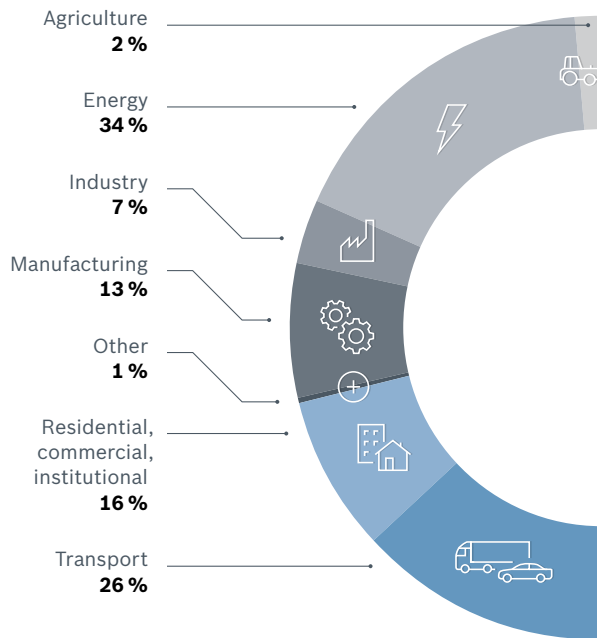 Agriculture
2 %
Energy
34 %
Industry
7 %
Manufacturing
13 %
Other
1 %
Residential,
commercial,
institutional
16 %
Transport
26 %